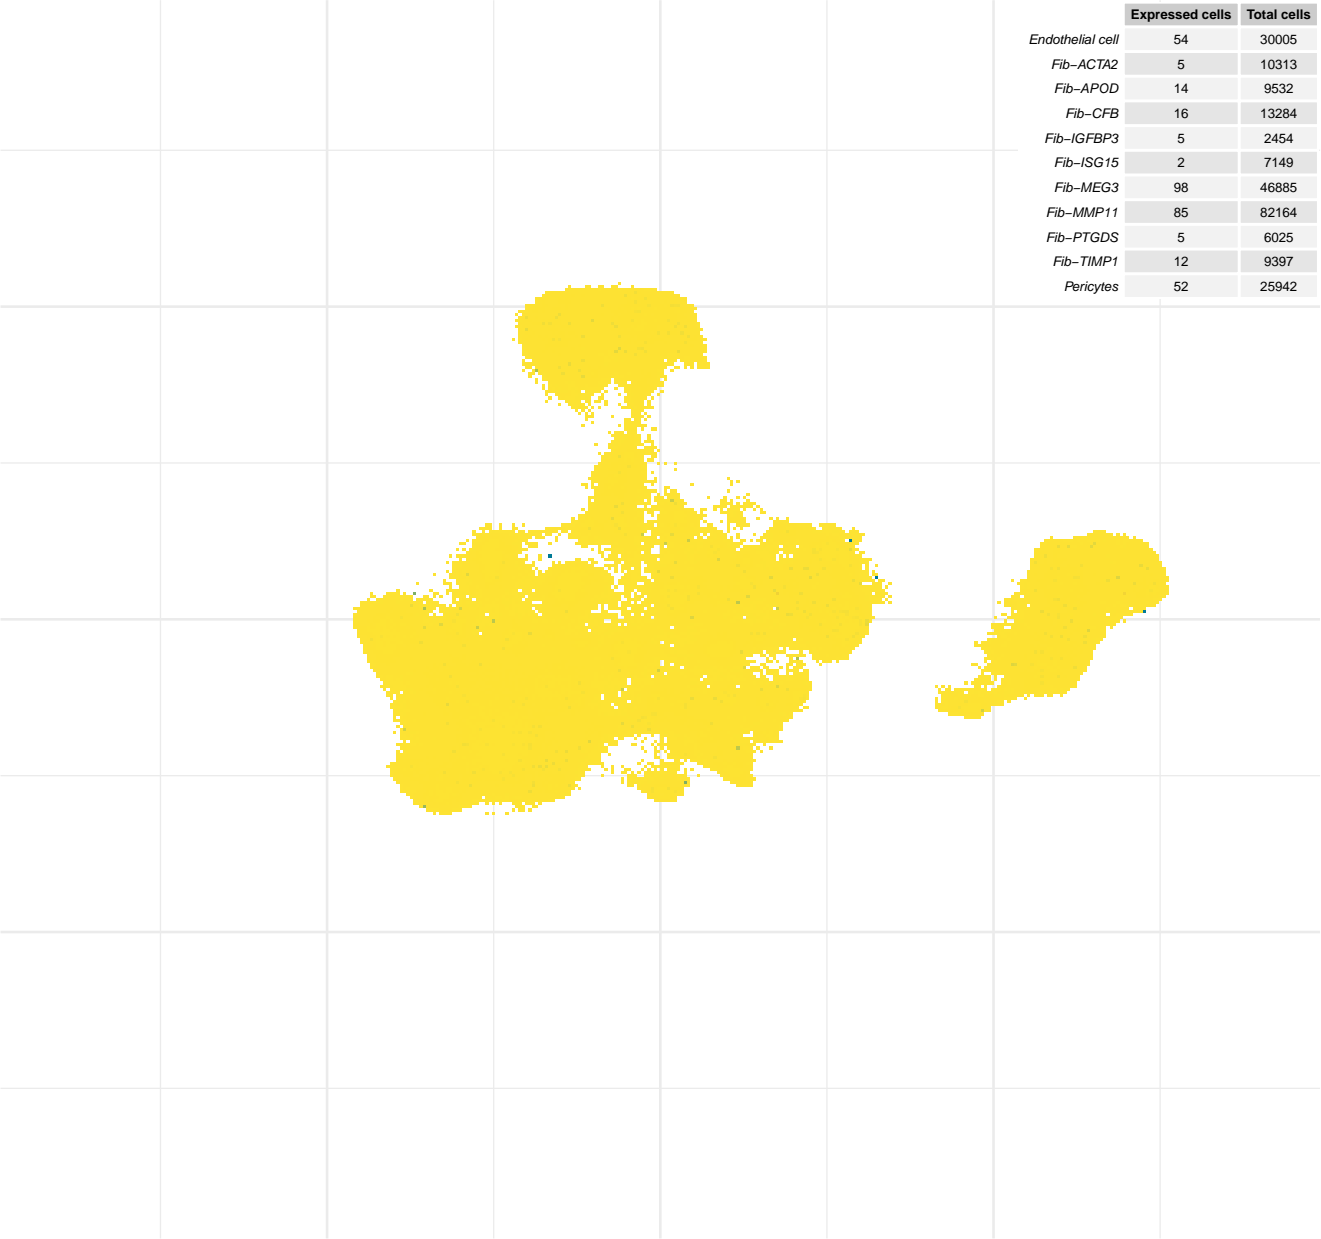 Expressed cells Total cells
Endothelial cell 54 30005
Fib−ACTA2 5 10313
Fib−APOD 14 9532
Fib−CFB 16 13284
Fib−IGFBP3 5 2454
Fib−ISG15 2 7149
Fib−MEG3 98 46885
Fib−MMP11 85 82164
Fib−PTGDS 5 6025
Fib−TIMP1 12 9397
Pericytes 52 25942